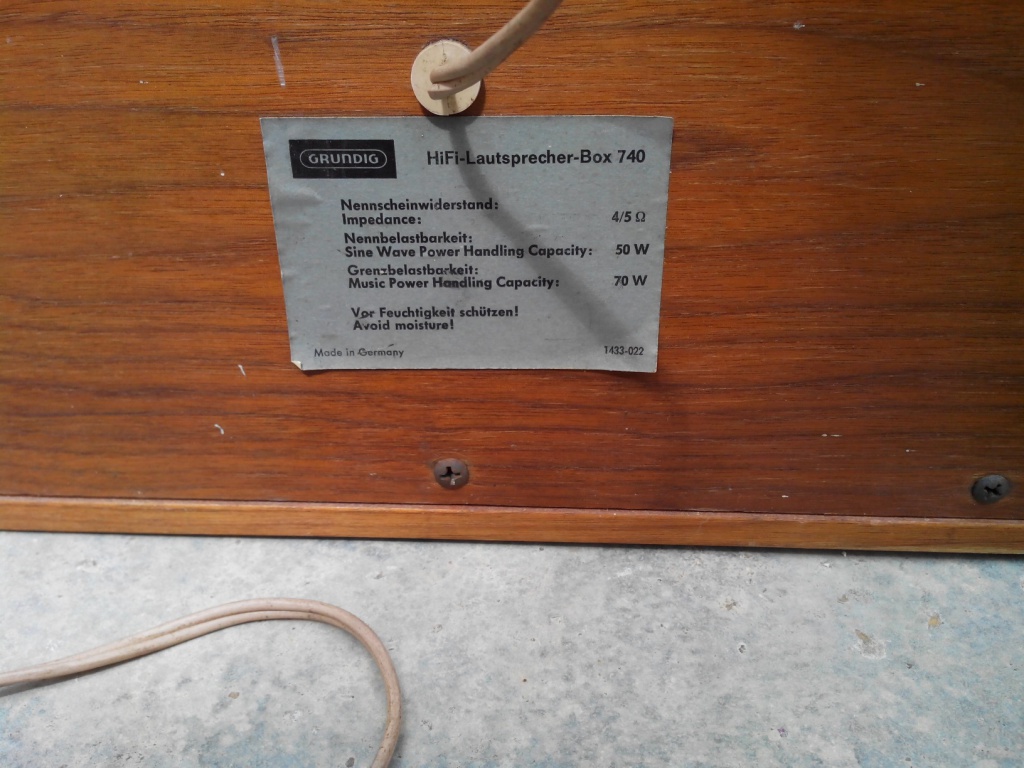 GRUNDIG HiFi-Lautsprecher-Box 740
Nennscheinwiderstand:
Impedance: 4/5 Ω
Nennbelastbarkeit:
Sine Wave Power Handling Capacity: 50 W
Grenzbelastbarkeit:
Music Power Handling Capacity: 70 W
Vor Feuchtigkeit schützen!
Avoid moisture!
Made in Germany 1433-022